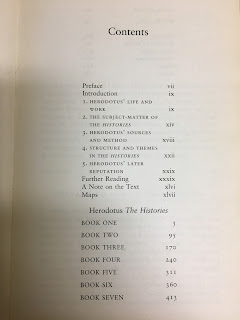 Contents
Preface vii
Introduction ix
1. HERODOTUS' LIFE AND
WORK ix
2. THE SUBJECT-MATTER OF
THE HISTORIES xiv
3. HERODOTUS' SOURCES
AND METHOD xviii
4. STRUCTURE AND THEMES
IN THE HISTORIES xxii
5. HERODOTUS' LATER
REPUTATION xxix
Further Reading xxxix
A Note on the Text xlvi
Maps xlvii
Herodotus The Histories
BOOK ONE 3
BOOK TWO 95
BOOK THREE 170
BOOK FOUR 240
BOOK FIVE 311
BOOK SIX 360
BOOK SEVEN 413